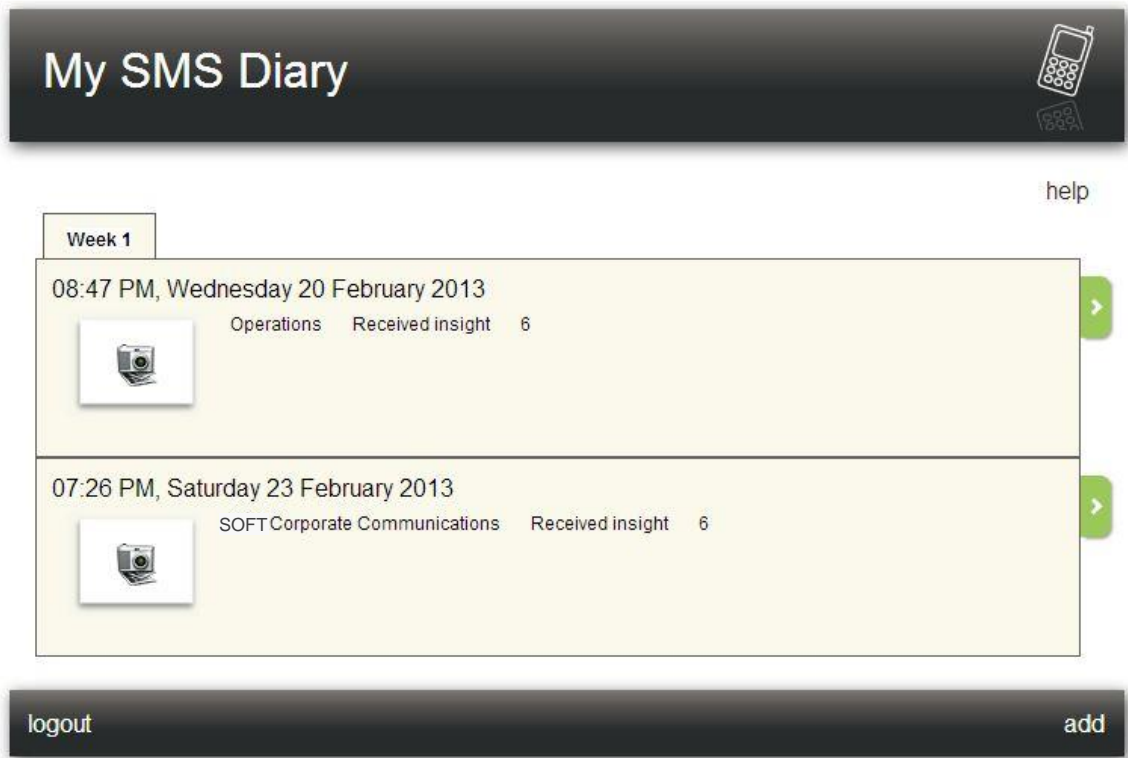 My SMS Diary
help
Week 1
08:47 PM, Wednesday 20 February 2013
Operations Received insight 6
07:26 PM, Saturday 23 February 2013
SOFT Corporate Communications Received insight 6
logout add